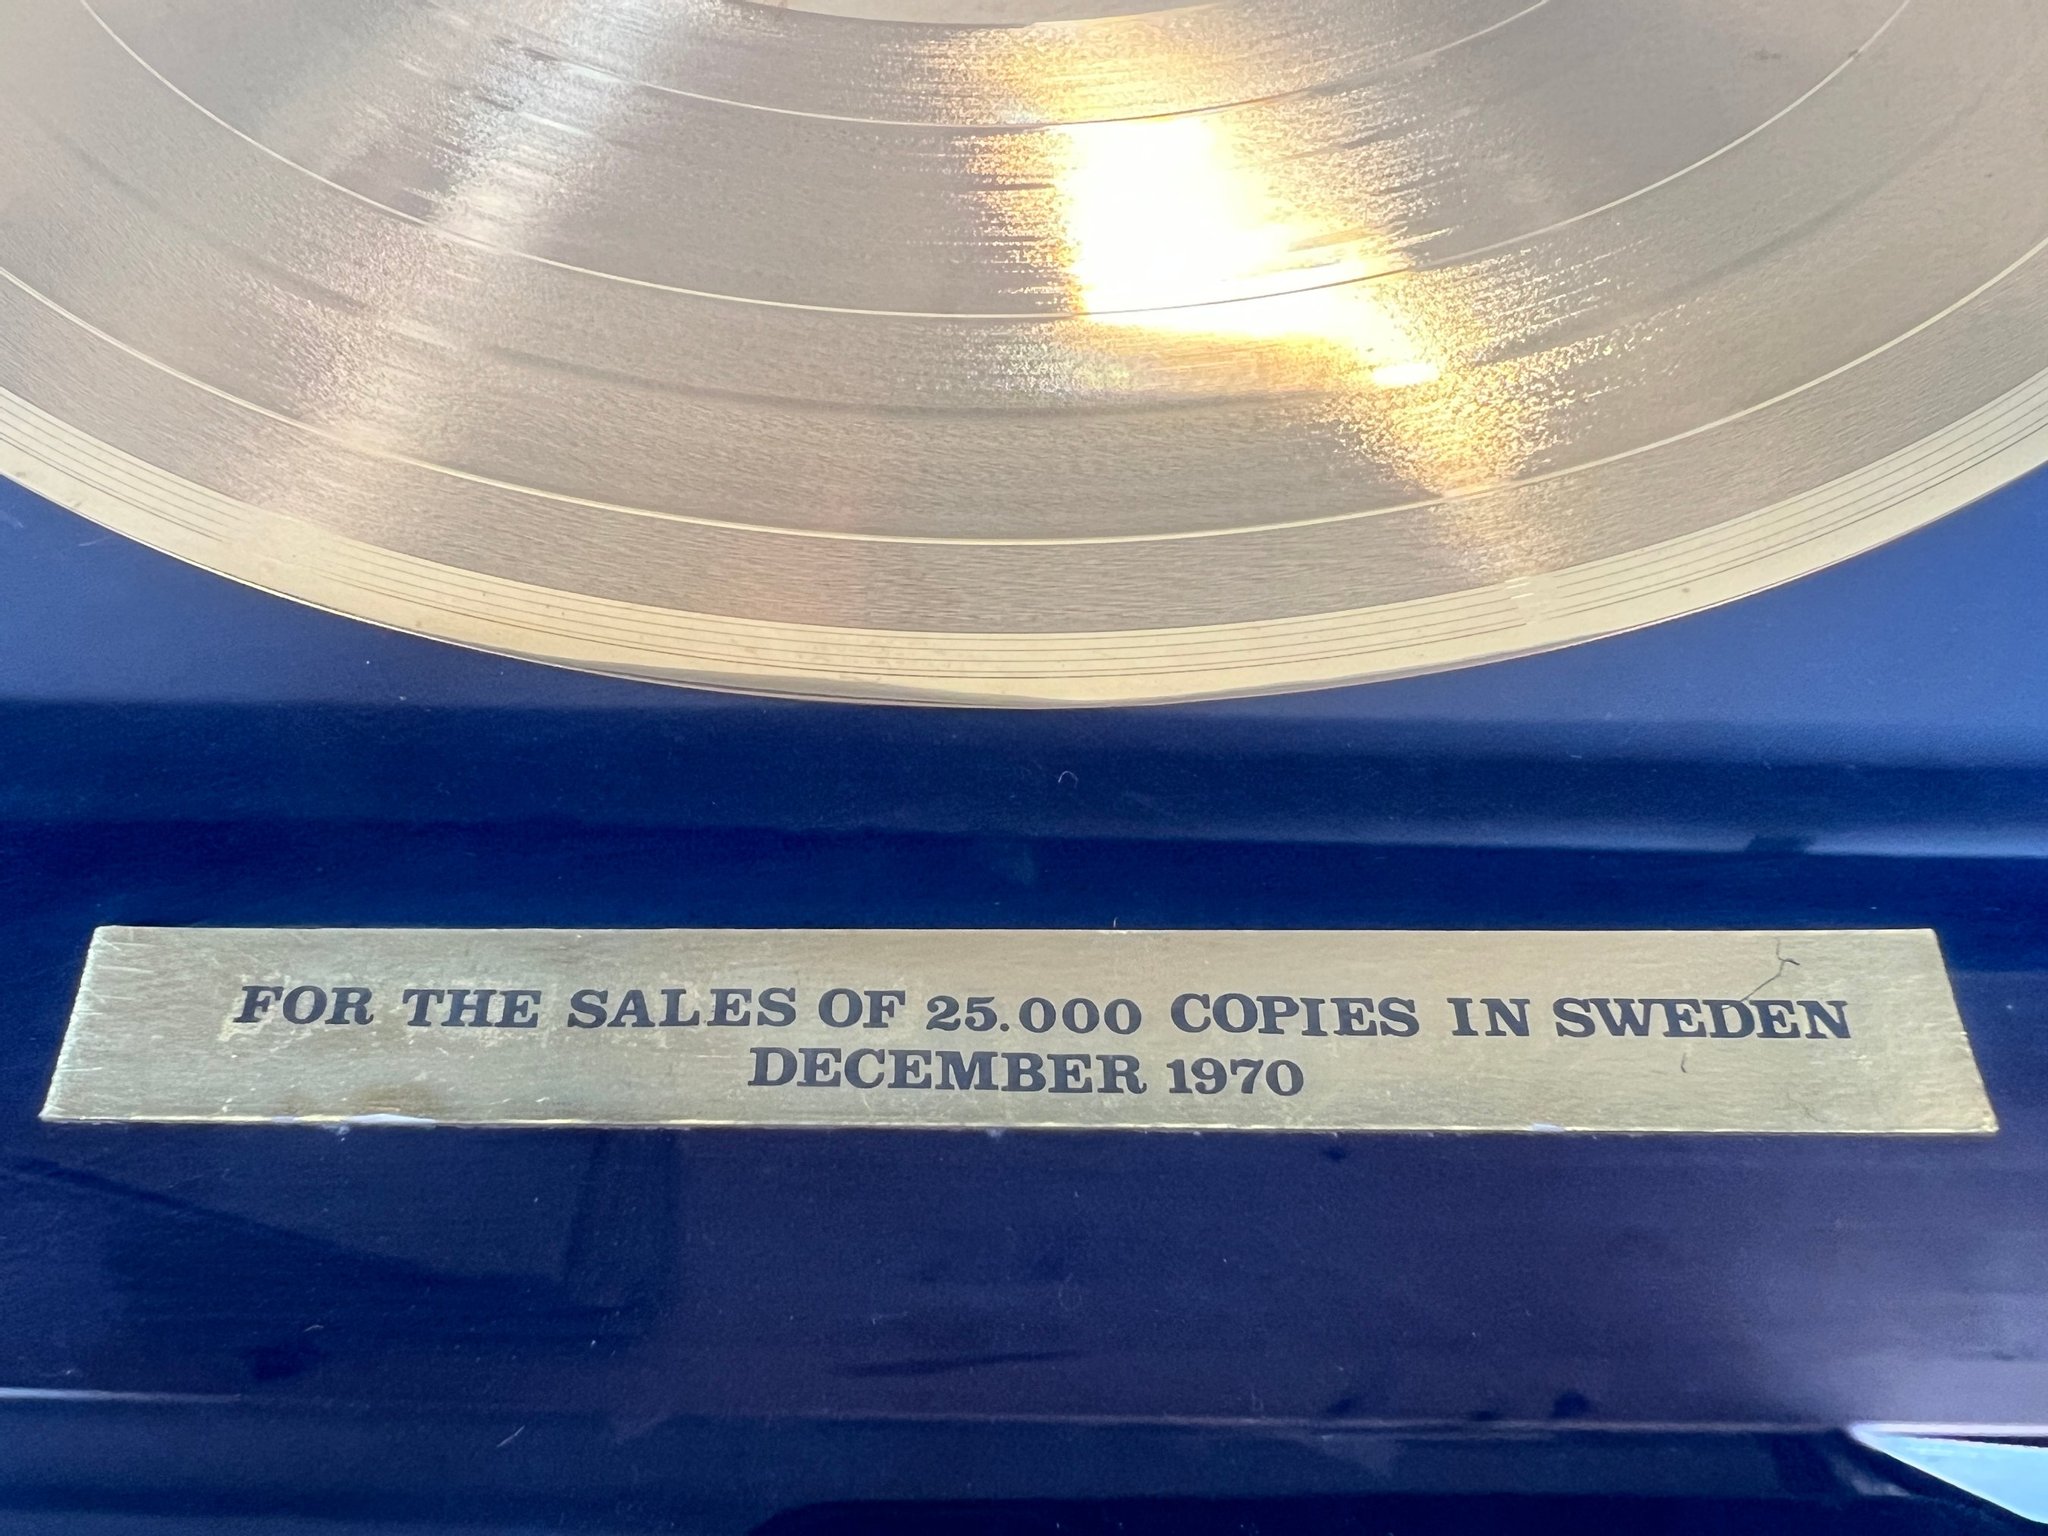 FOR THE SALES OF 25.000 COPIES IN SWEDEN
DECEMBER 1970